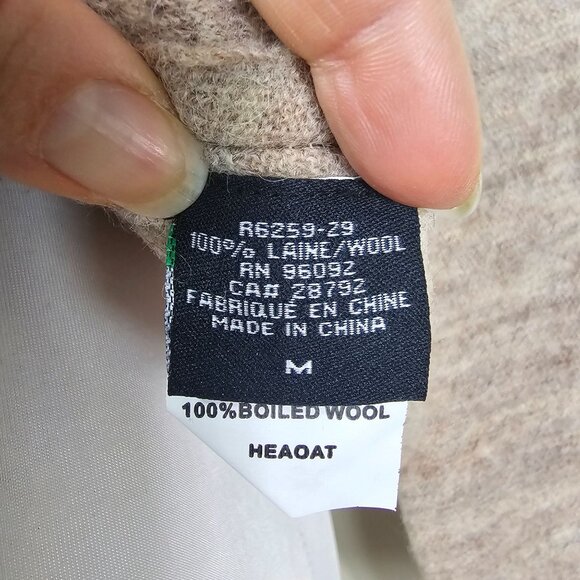 R6259-29
100% LAINE/WOOL
RN 96092
CA# 28792
FABRIQUE EN CHINE
MADE IN CHINA
M
100%BOILED WOOL
HEAOAT